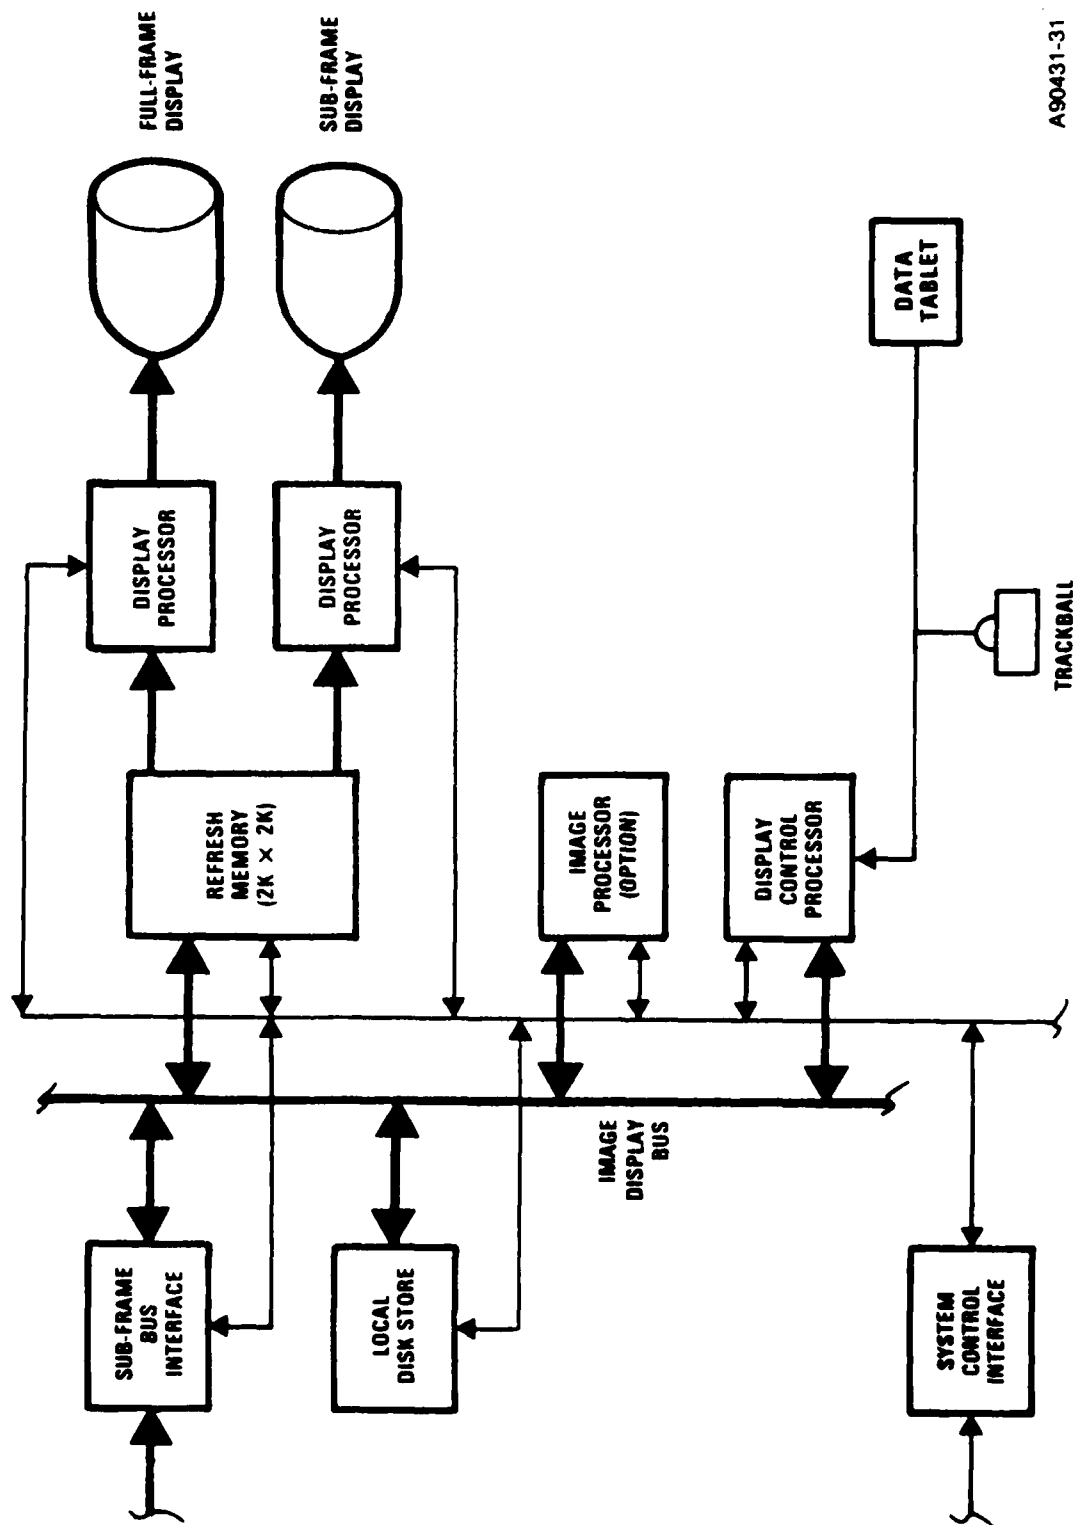 FULL-FRAME
DISPLAY
SUB-FRAME
DISPLAY
DISPLAY
PROCESSOR
DISPLAY
PROCESSOR
REFRESH
MEMORY
(2K × 2K)
IMAGE
PROCESSOR
(OPTION)
DISPLAY
CONTROL
PROCESSOR
DATA
TABLET
TRACKBALL
SUB-FRAME
BUS
INTERFACE
LOCAL
DISK STORE
IMAGE
DISPLAY
BUS
SYSTEM
CONTROL
INTERFACE
A90431-31